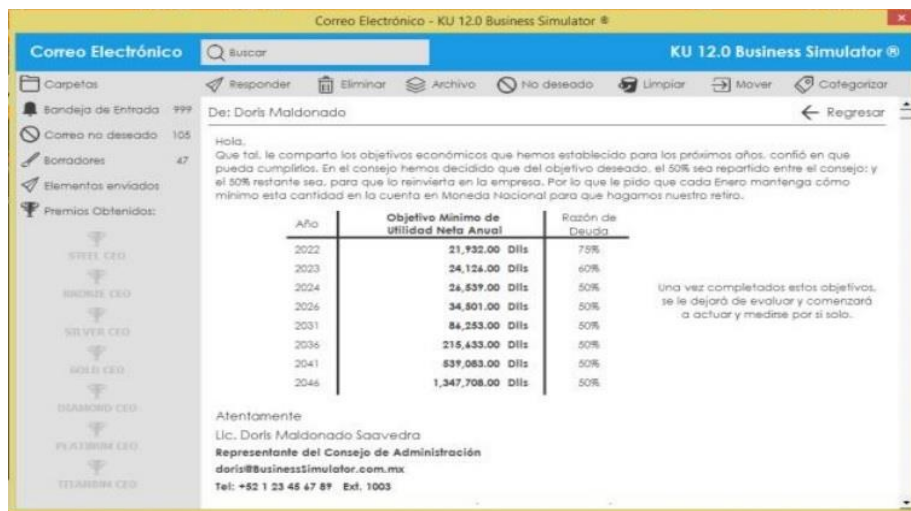 Correo Electrónico - KU 12.0 Business Simulator ®
Correo Electrónico
Buscar
KU 12.0 Business Simulator ®
Carpetas
Responder
Eliminar
Archivo
No deseado
Limpiar
Mover
Categorizar
Bandeja de Entrada 999
Correo no deseado 105
Borradores 47
Elementos enviados
Premios Obtenidos:
STEEL CEO
BRONZE CEO
SILVER CEO
GOLD CEO
DIAMOND CEO
PLATINUM CEO
TITANIUM CEO
De: Doris Maldonado
Regresar
Hola,
Que tal, le comparto los objetivos económicos que hemos establecido para los próximos años, confió en que
pueda cumplirlos. En el consejo hemos decidido que del objetivo deseado, el 50% sea repartido entre el consejo; y
el 50% restante sea, para que lo reinvierta en la empresa. Por lo que le pido que cada Enero mantenga cómo
mínimo esta cantidad en la cuenta en Moneda Nacional para que hagamos nuestro retiro.
Año Objetivo Mínimo de Utilidad Neta Anual Razón de Deuda
2022 21,932.00 Dlls 75%
2023 24,126.00 Dlls 60%
2024 26,539.00 Dlls 50%
2026 34,501.00 Dlls 50%
2031 86,253.00 Dlls 50%
2036 215,633.00 Dlls 50%
2041 539,083.00 Dlls 50%
2046 1,347,708.00 Dlls 50%
Una vez completados estos objetivos,
se le dejará de evaluar y comenzará
a actuar y medirse por si solo.
Atentamente
Lic. Doris Maldonado Saavedra
Representante del Consejo de Administración
doris@BusinessSimulator.com.mx
Tel: +52 1 23 45 67 89 Ext. 1003